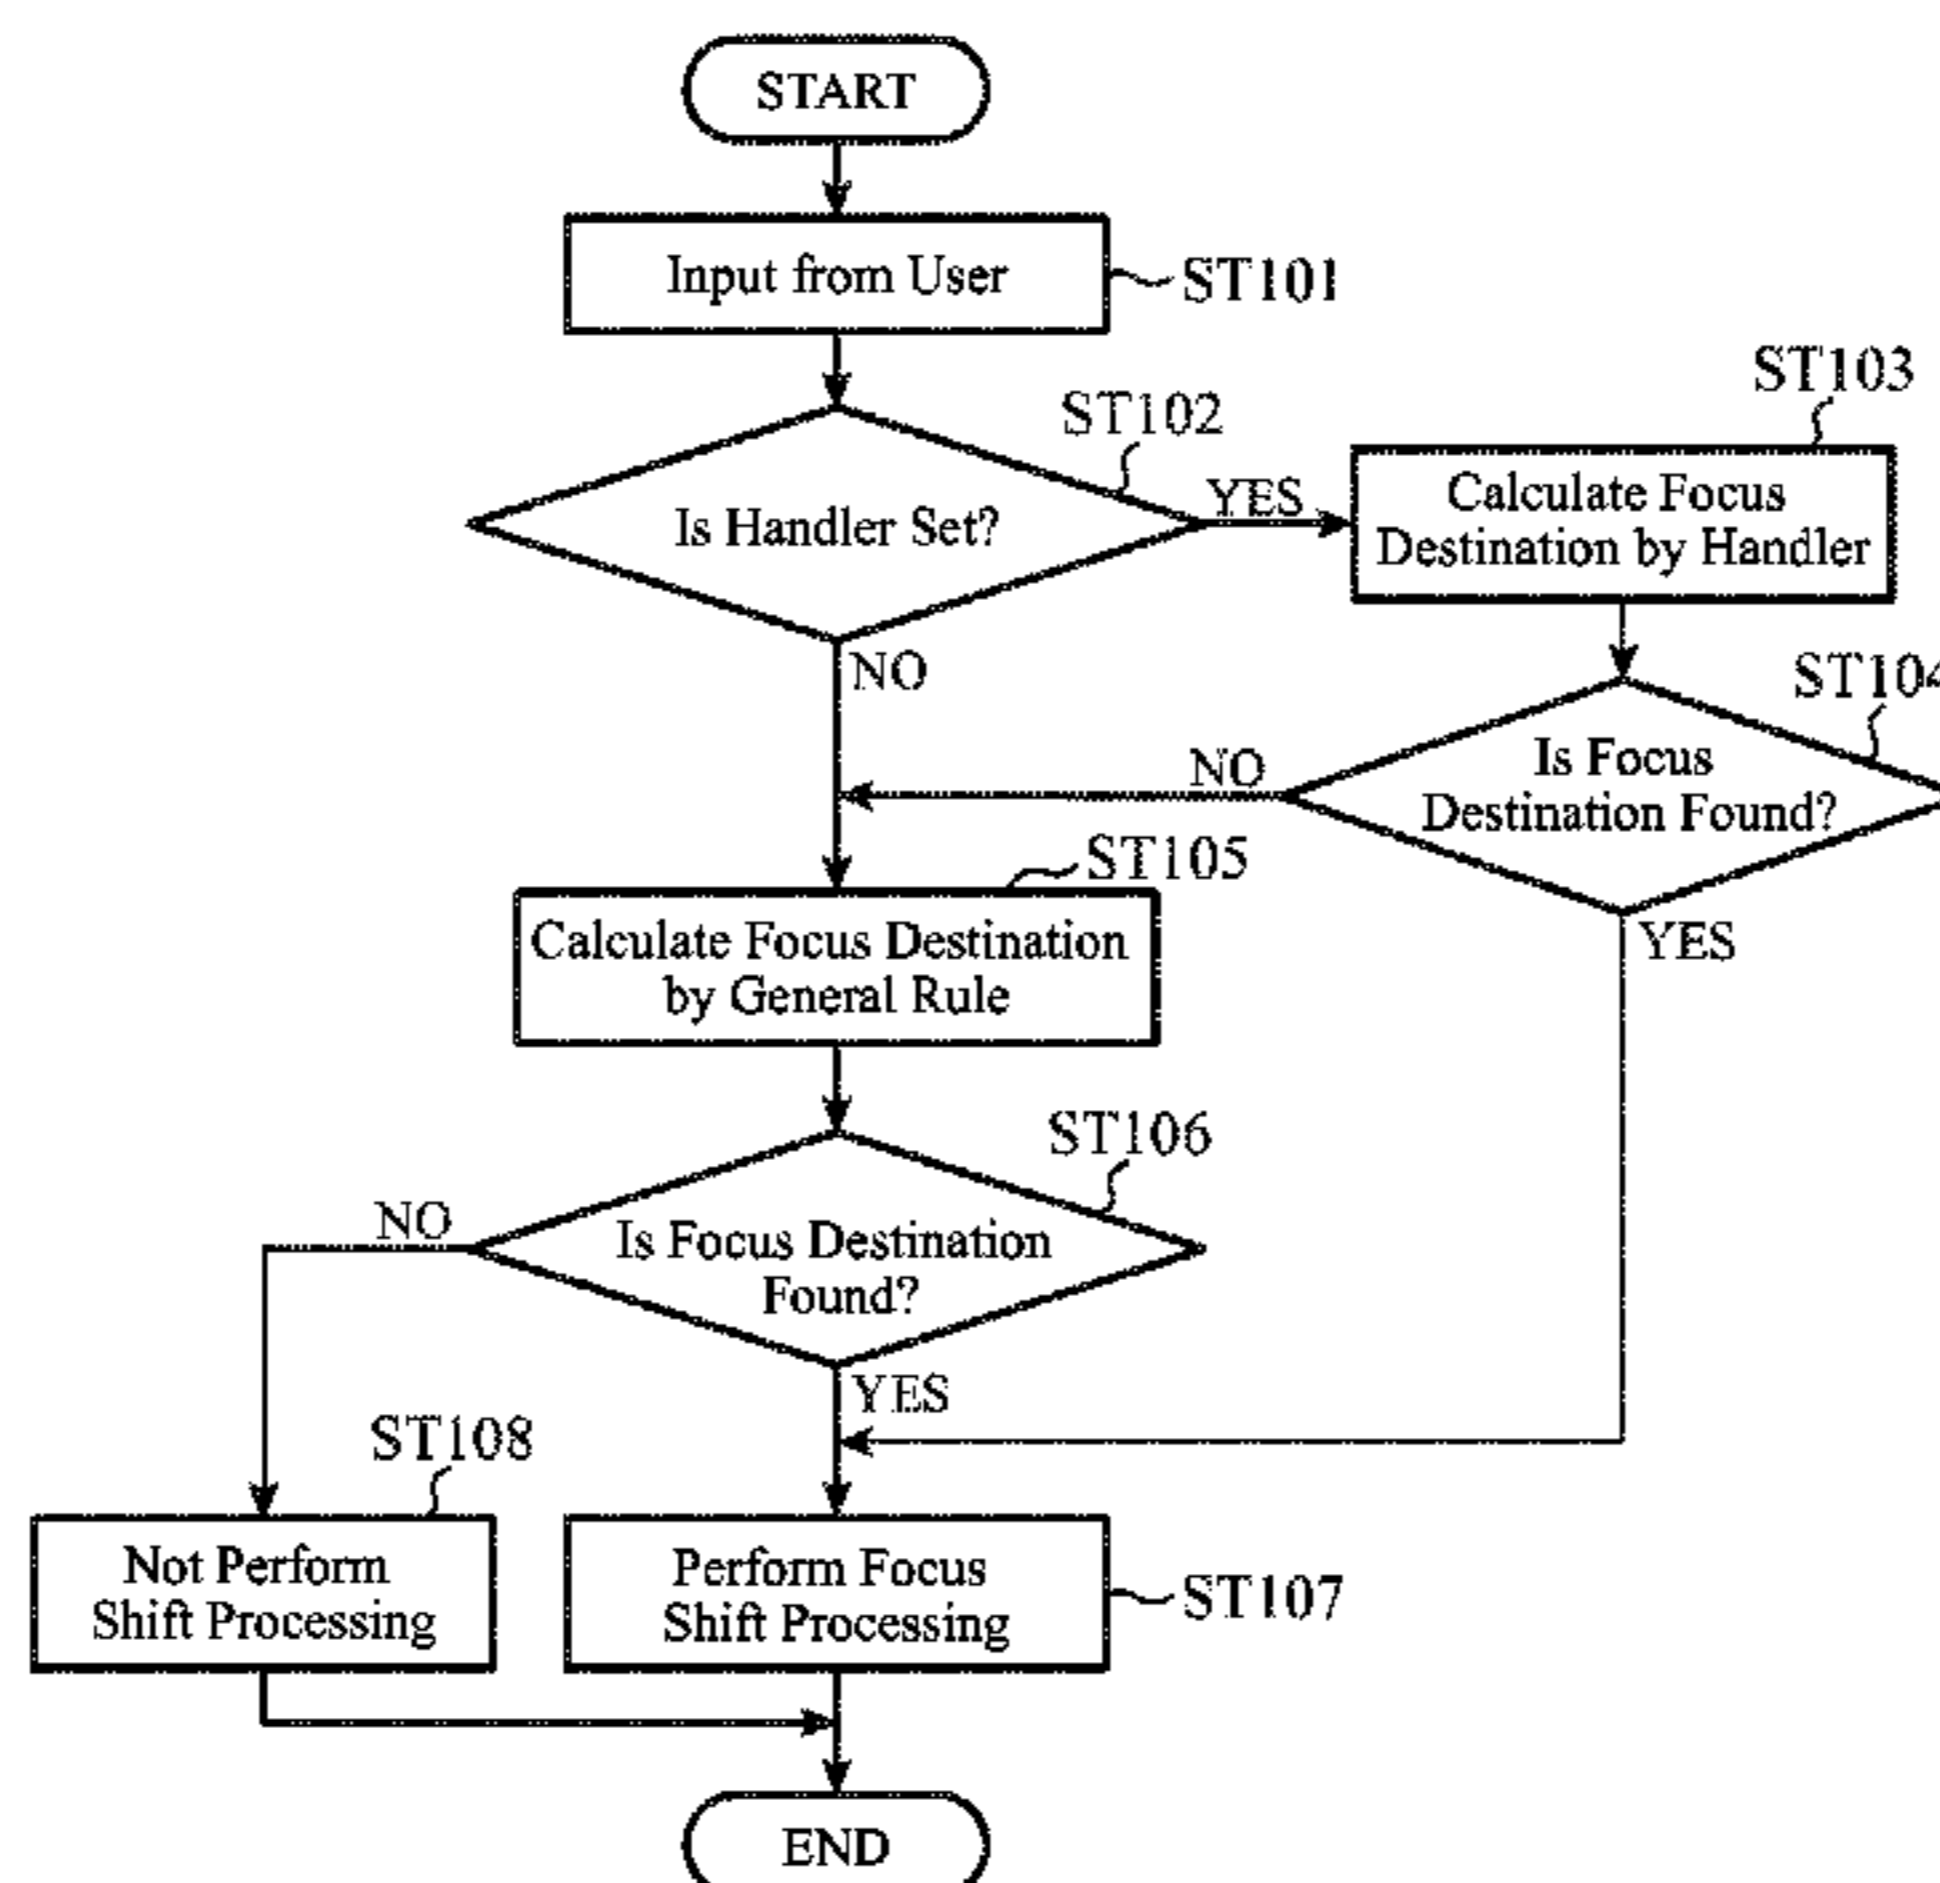 START
Input from User
ST101
ST102
ST103
Is Handler Set?
YES
Calculate Focus
Destination by Handler
NO
ST104
Is Focus
Destination Found?
NO
YES
ST105
Calculate Focus Destination
by General Rule
ST106
Is Focus Destination
Found?
NO
YES
ST108
Not Perform
Shift Processing
Perform Focus
Shift Processing
ST107
END